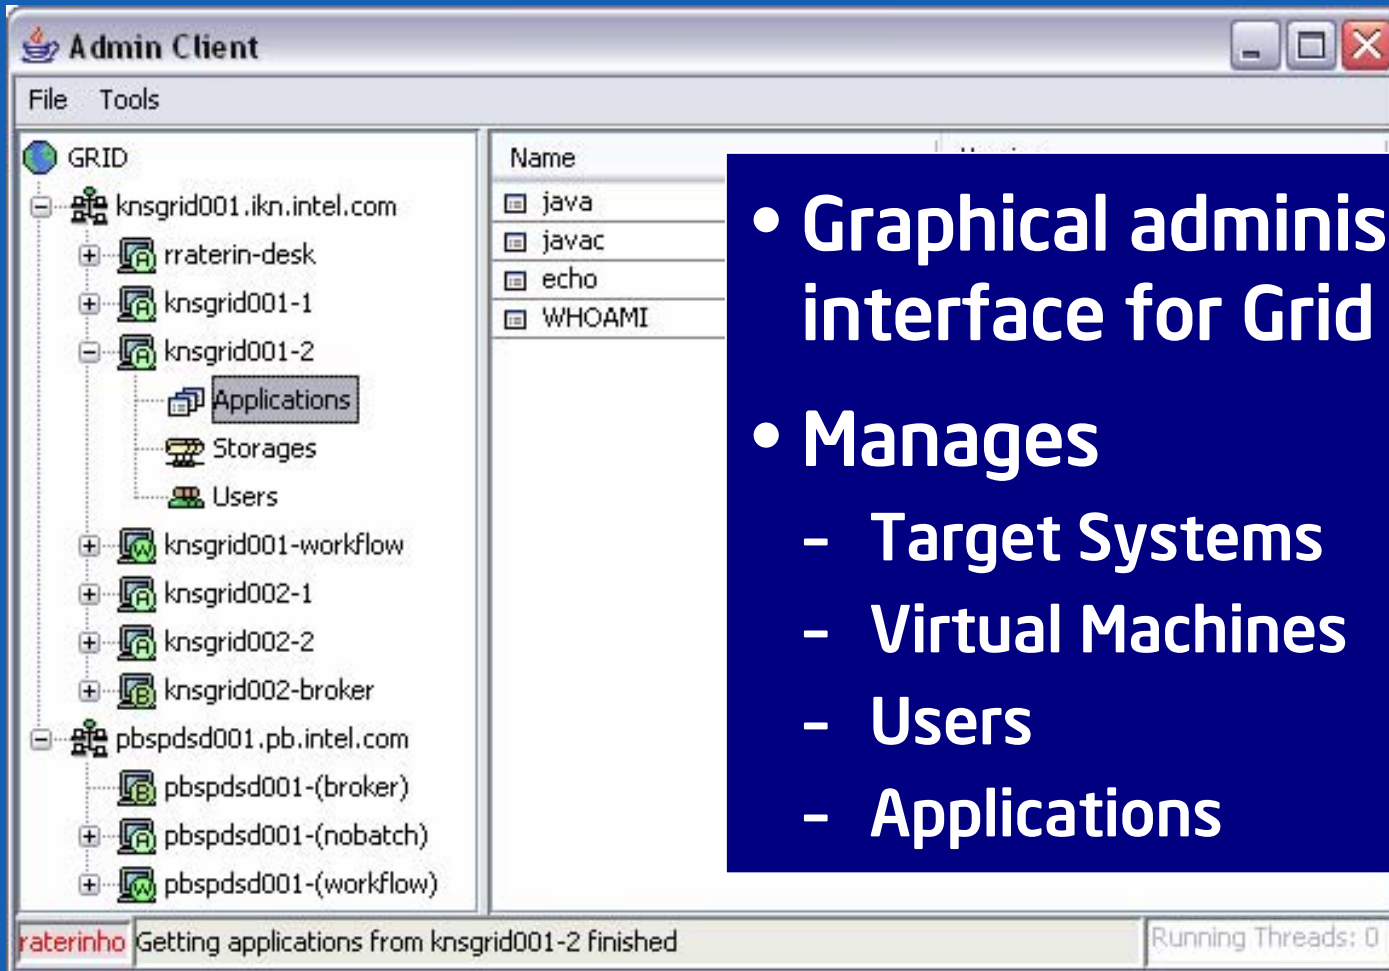 Admin Client
File Tools
GRID
knsgrid001.ikn.intel.com
rraterin-desk
knsgrid001-1
knsgrid001-2
Applications
Storages
Users
knsgrid001-workflow
knsgrid002-1
knsgrid002-2
knsgrid002-broker
pbspdsd001.pb.intel.com
pbspdsd001-(broker)
pbspdsd001-(nobatch)
pbspdsd001-(workflow)
Name
java
javac
echo
WHOAMI
• Graphical adminis
interface for Grid
• Manages
– Target Systems
– Virtual Machines
– Users
– Applications
raterinho Getting applications from knsgrid001-2 finished
Running Threads: 0